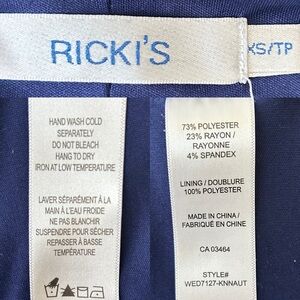 RICKI'S
XS/TP
HAND WASH COLD
SEPARATELY
DO NOT BLEACH
HANG TO DRY
IRON AT LOW TEMPERATURE
LAVER SÉPARÉMENT À LA
MAIN À L'EAU FROIDE
NE PAS BLANCHIR
SUSPENDRE POUR SÉCHER
REPASSER À BASSE
TEMPÉRATURE
73% POLYESTER
23% RAYON /
RAYONNE
4% SPANDEX
LINING / DOUBLURE
100% POLYESTER
MADE IN CHINA /
FABRIQUÉ EN CHINE
CA 03464
STYLE#
WED7127-KNNAUT